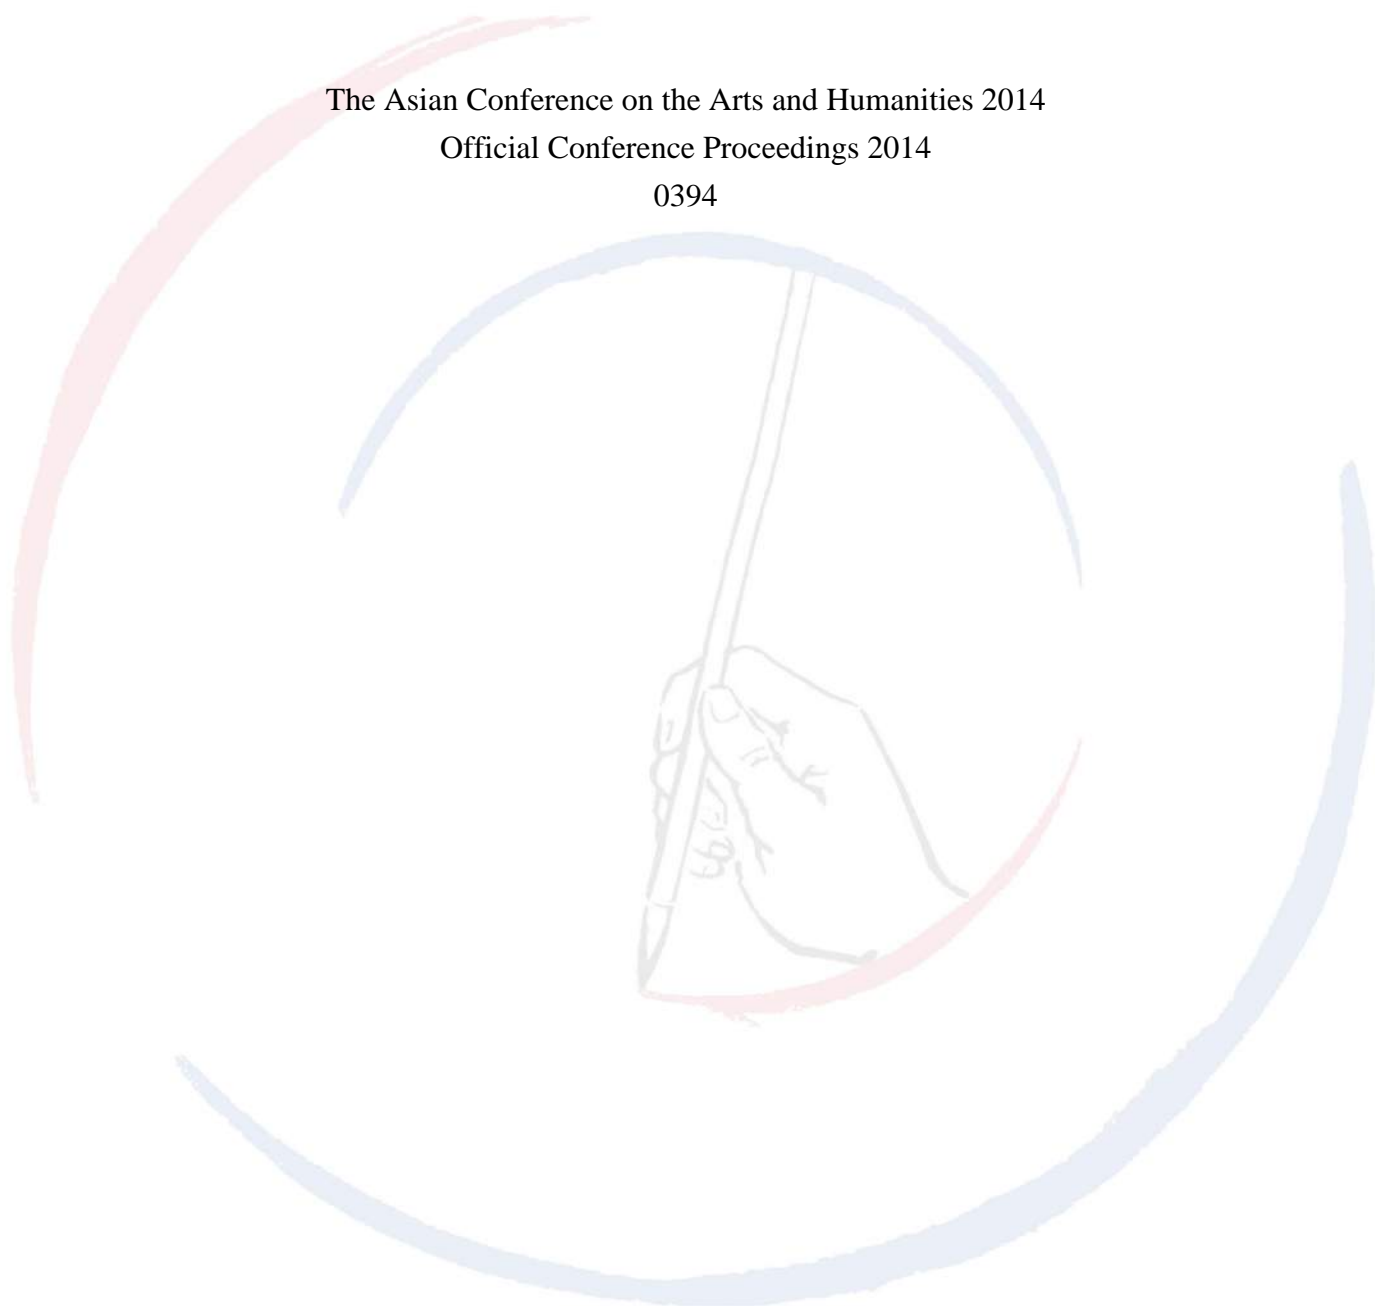 The Asian Conference on the Arts and Humanities 2014
Official Conference Proceedings 2014
0394